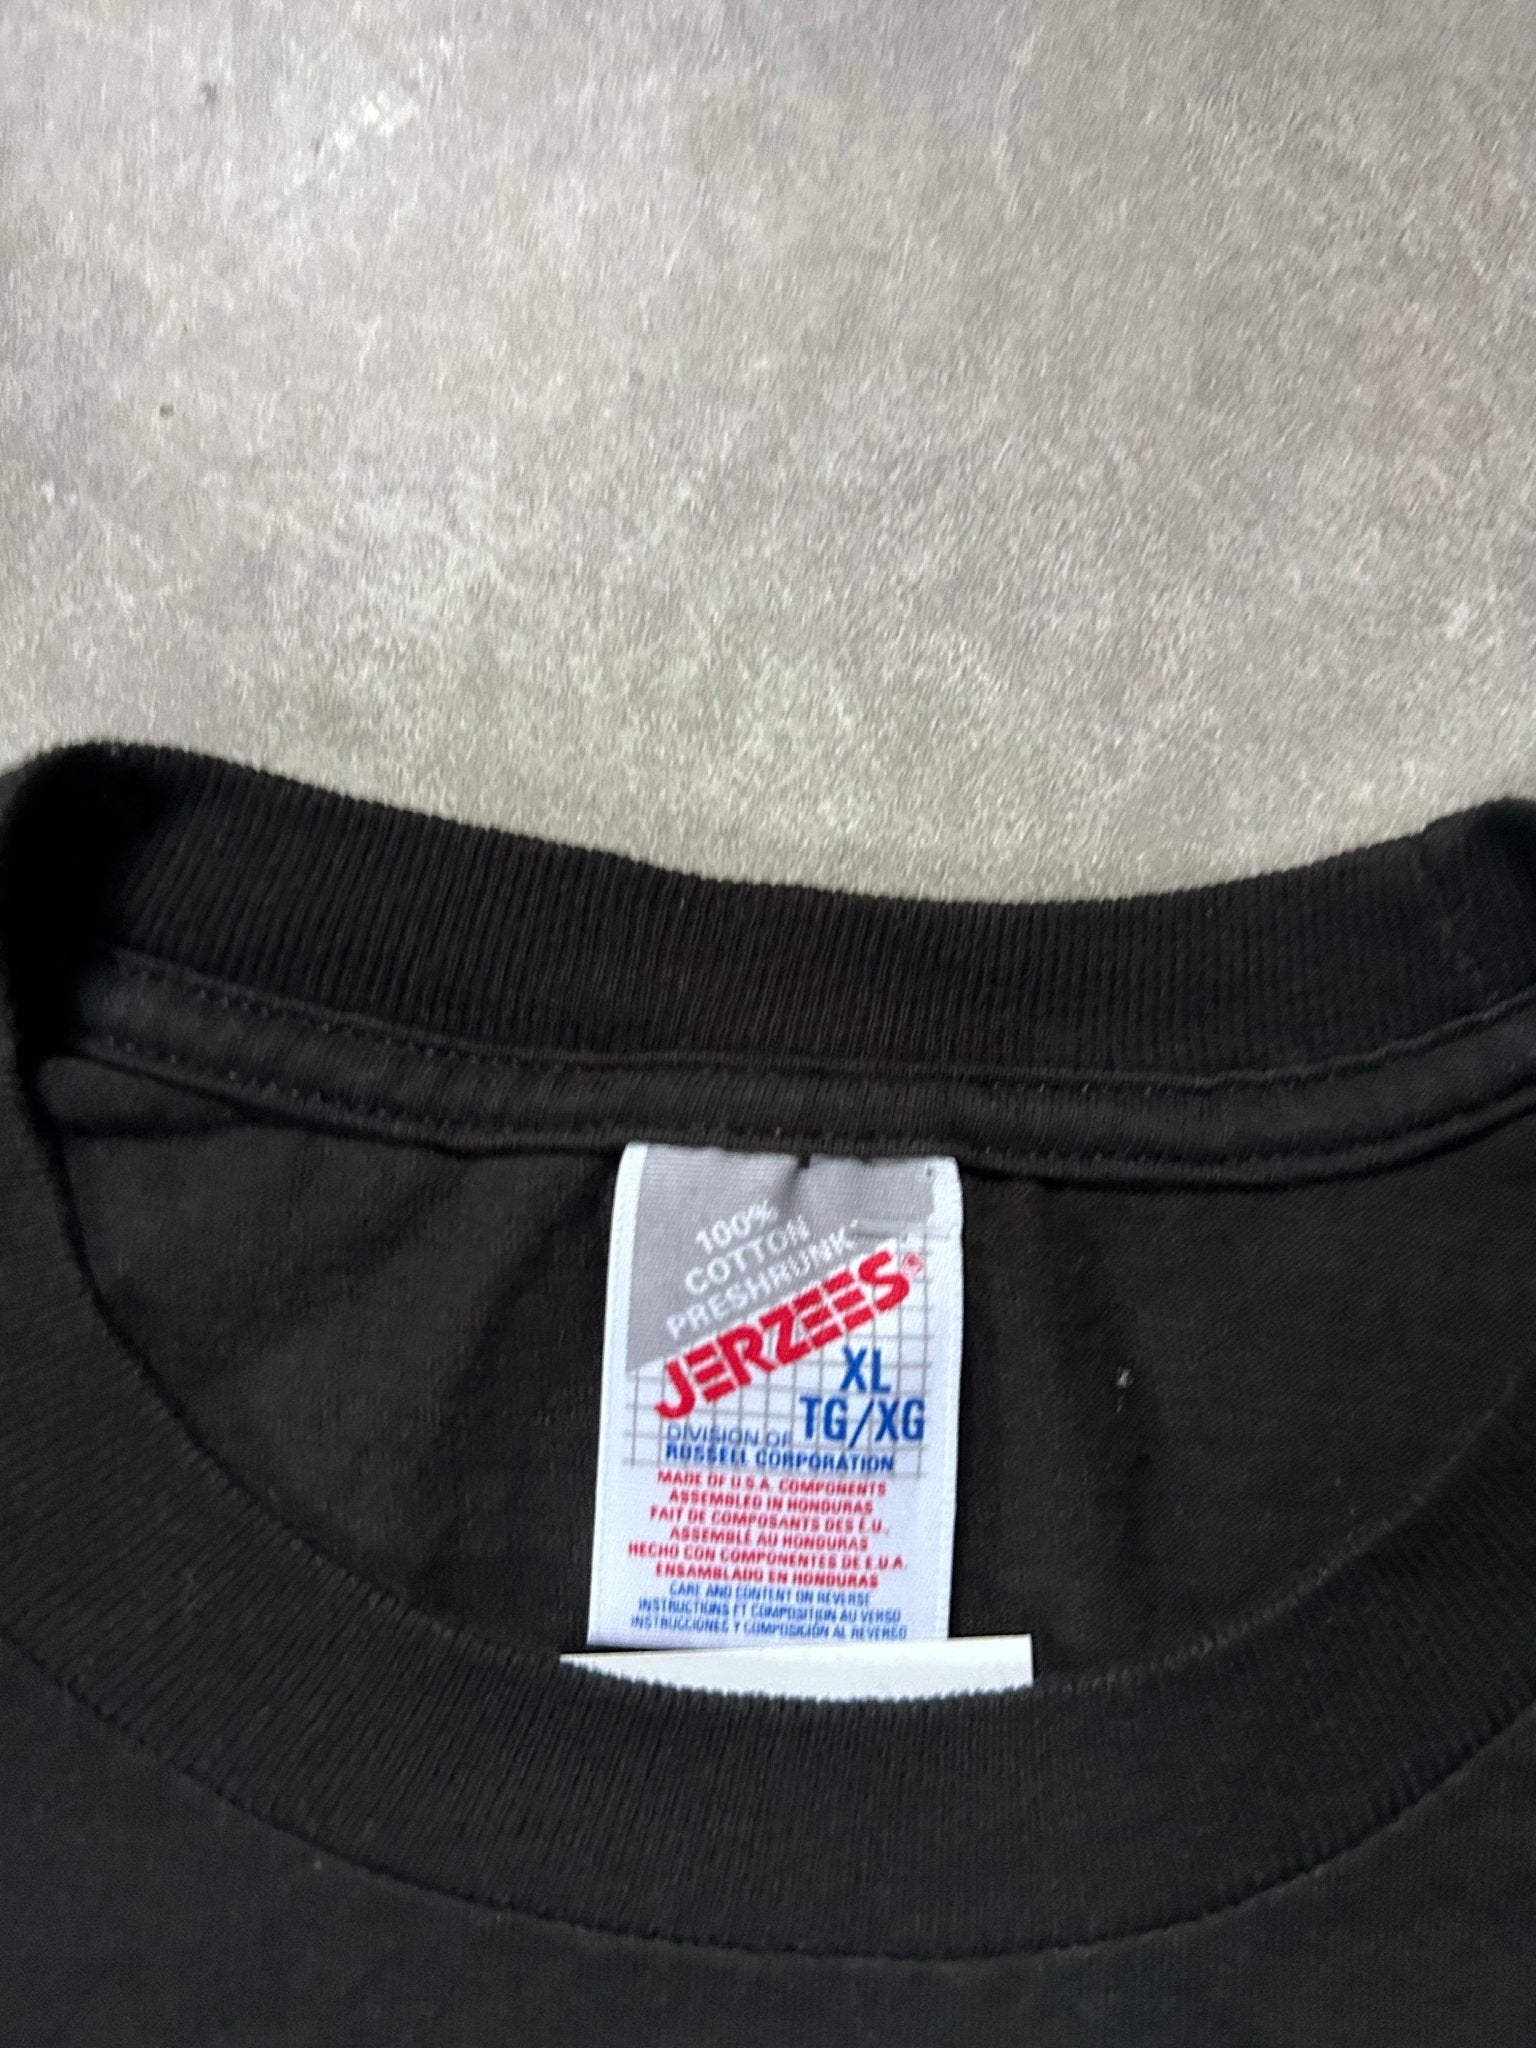 100%
COTTON
PRESHRUNK
JERZEES®
XL
TG/XG
DIVISION OF
RUSSELL CORPORATION
MADE OF U.S.A. COMPONENTS
ASSEMBLED IN HONDURAS
FAIT DE COMPOSANTS DES É.U.,
ASSEMBLÉ AU HONDURAS
HECHO CON COMPONENTES DE E.U.A.
ENSAMBLADO EN HONDURAS
CARE AND CONTENT ON REVERSE
INSTRUCTIONS ET COMPOSITION AU VERSO
INSTRUCCIONES Y COMPOSICIÓN AL REVERSO